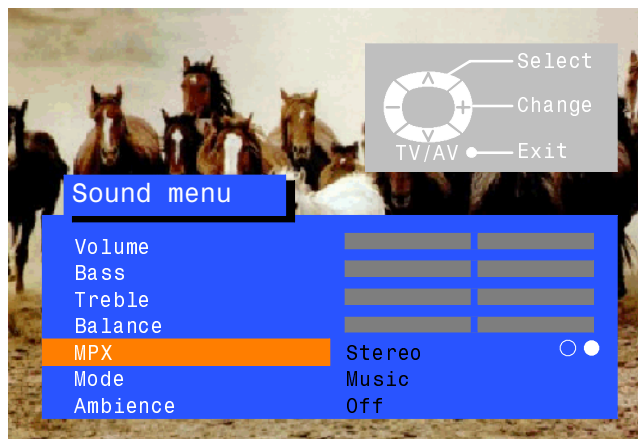 Select
Change
TV/AV Exit
Sound menu
Volume
Bass
Treble
Balance
MPX Stereo
Mode Music
Ambience Off